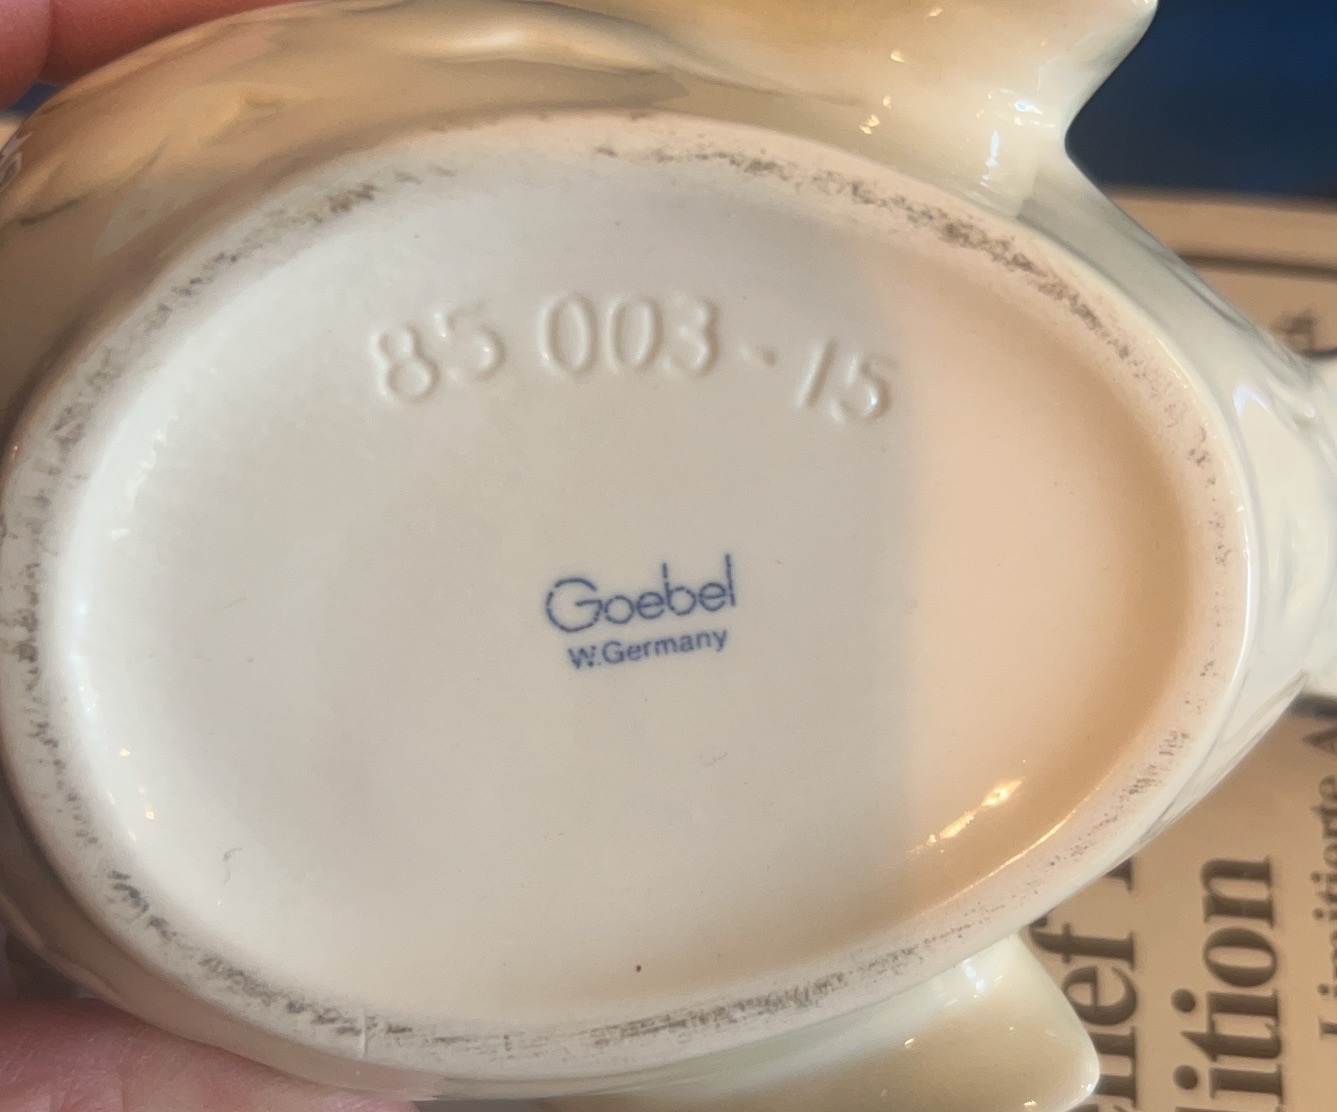 85 003-15
Goebel
W.Germany
ition